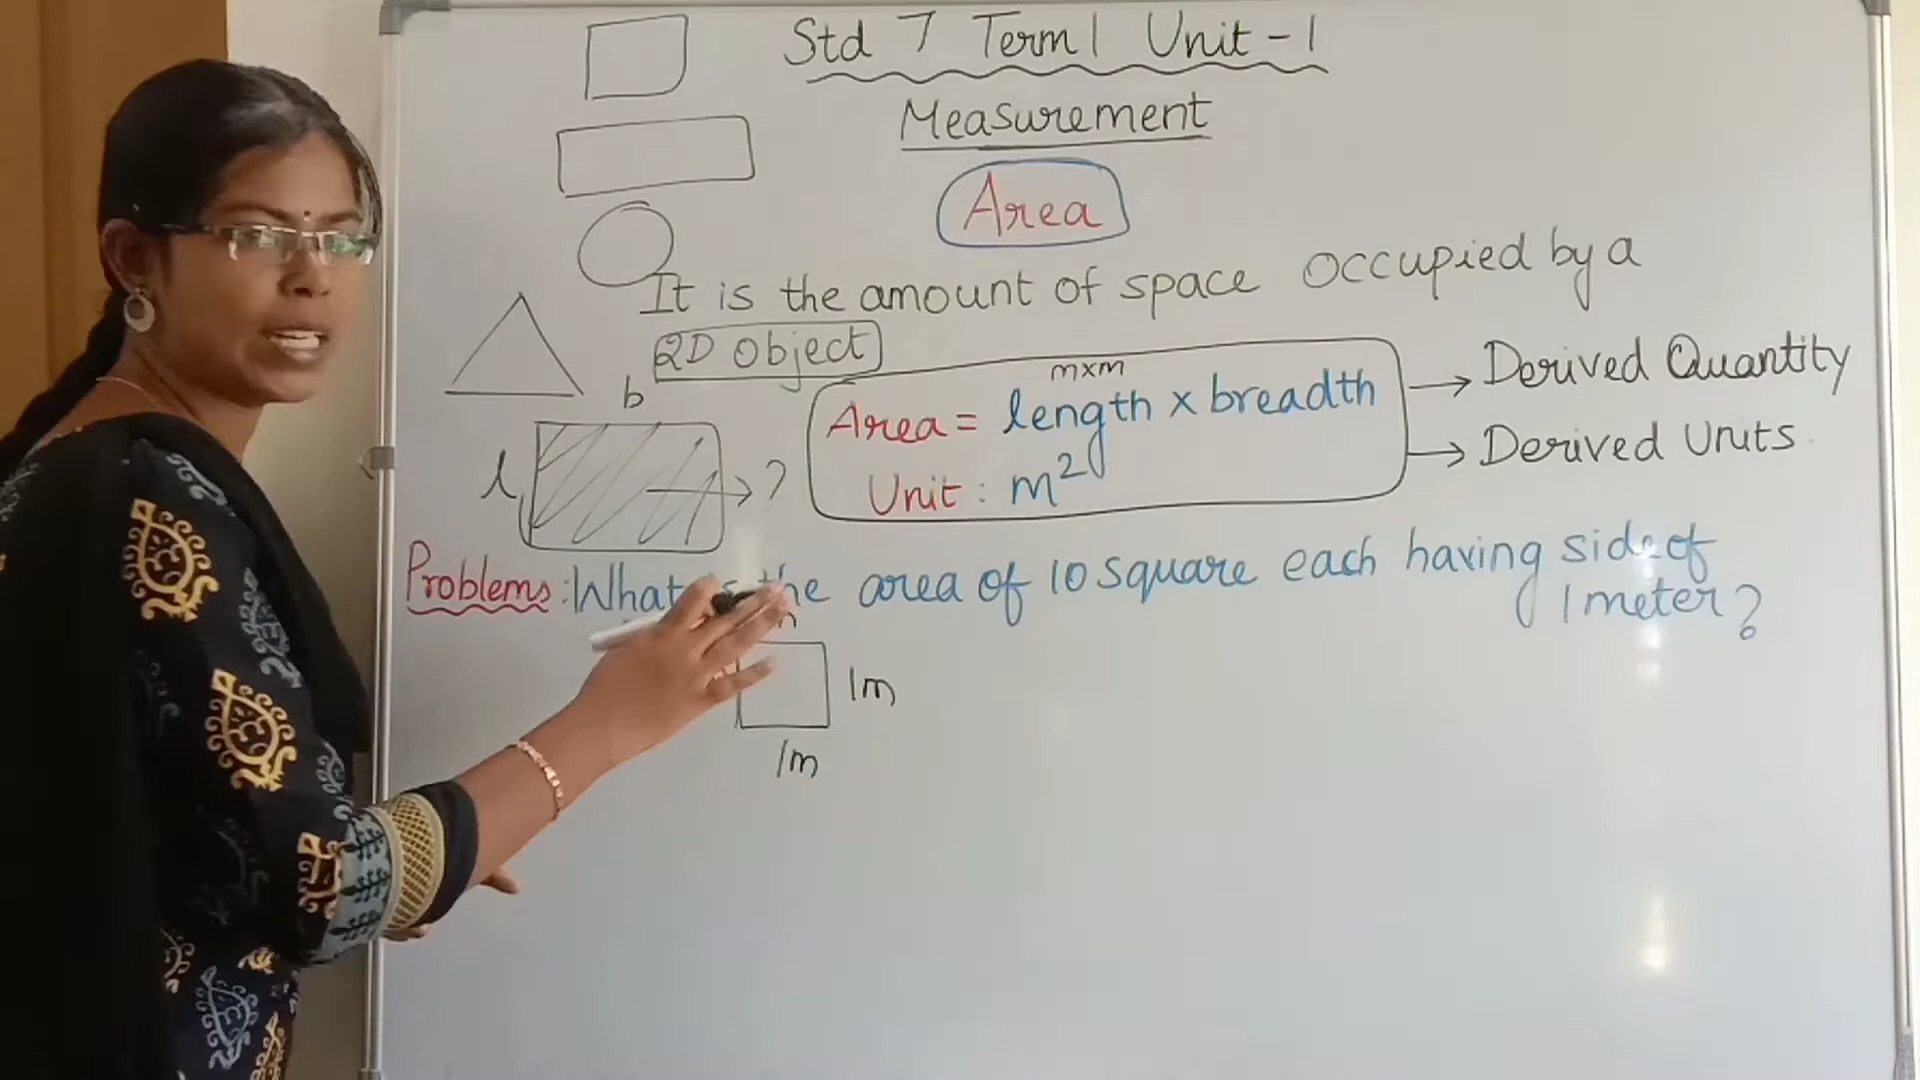 Std 7 Term 1 Unit - 1
Measurement
Area
It is the amount of space occupied by a
2D Object
b
l
?
mxm
Area = length x breadth
Unit : m²
→ Derived Quantity
→ Derived Units
Problems : What is the area of 10 square each having side of
1 meter?
1m
1m